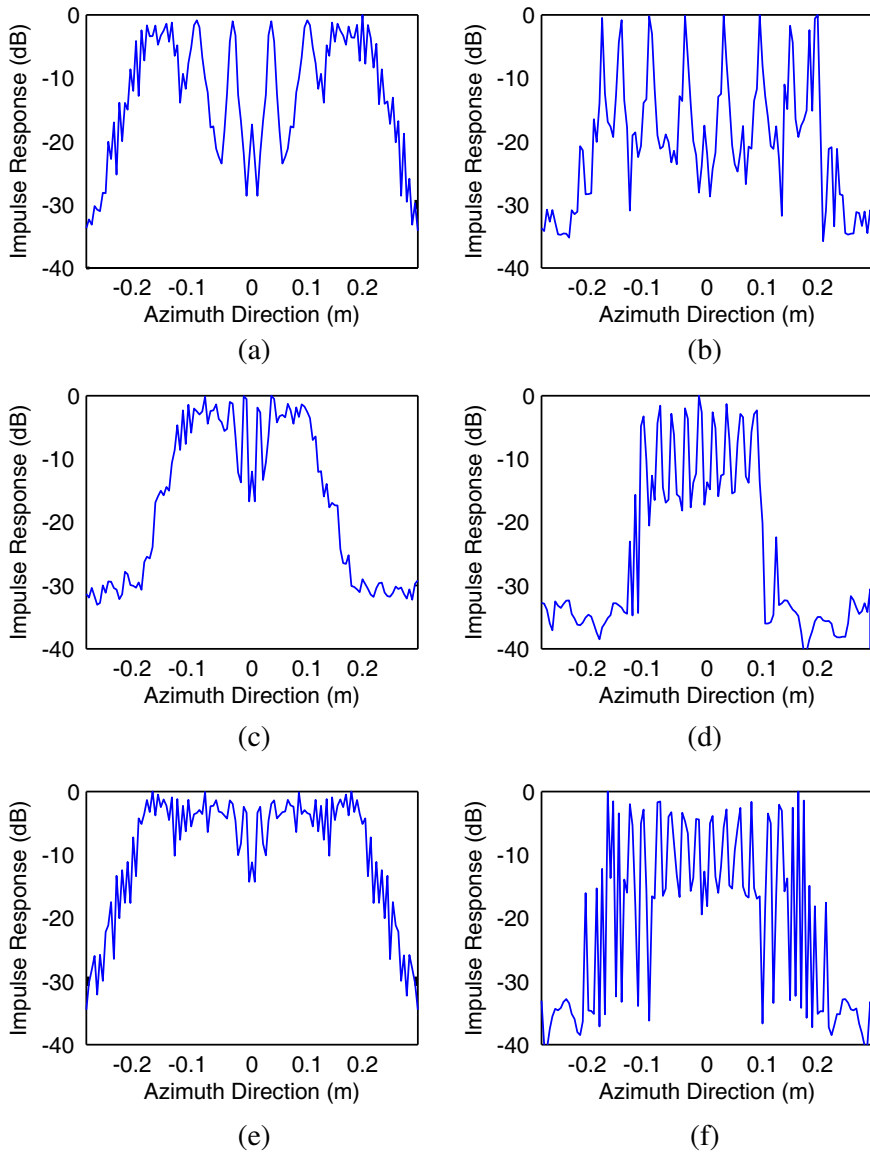 Impulse Response (dB)
0
-10
-20
-30
-40
-0.2 -0.1 0 0.1 0.2
Azimuth Direction (m)
(a)
Impulse Response (dB)
0
-10
-20
-30
-40
-0.2 -0.1 0 0.1 0.2
Azimuth Direction (m)
(b)
Impulse Response (dB)
0
-10
-20
-30
-40
-0.2 -0.1 0 0.1 0.2
Azimuth Direction (m)
(c)
Impulse Response (dB)
0
-10
-20
-30
-40
-0.2 -0.1 0 0.1 0.2
Azimuth Direction (m)
(d)
Impulse Response (dB)
0
-10
-20
-30
-40
-0.2 -0.1 0 0.1 0.2
Azimuth Direction (m)
(e)
Impulse Response (dB)
0
-10
-20
-30
-40
-0.2 -0.1 0 0.1 0.2
Azimuth Direction (m)
(f)